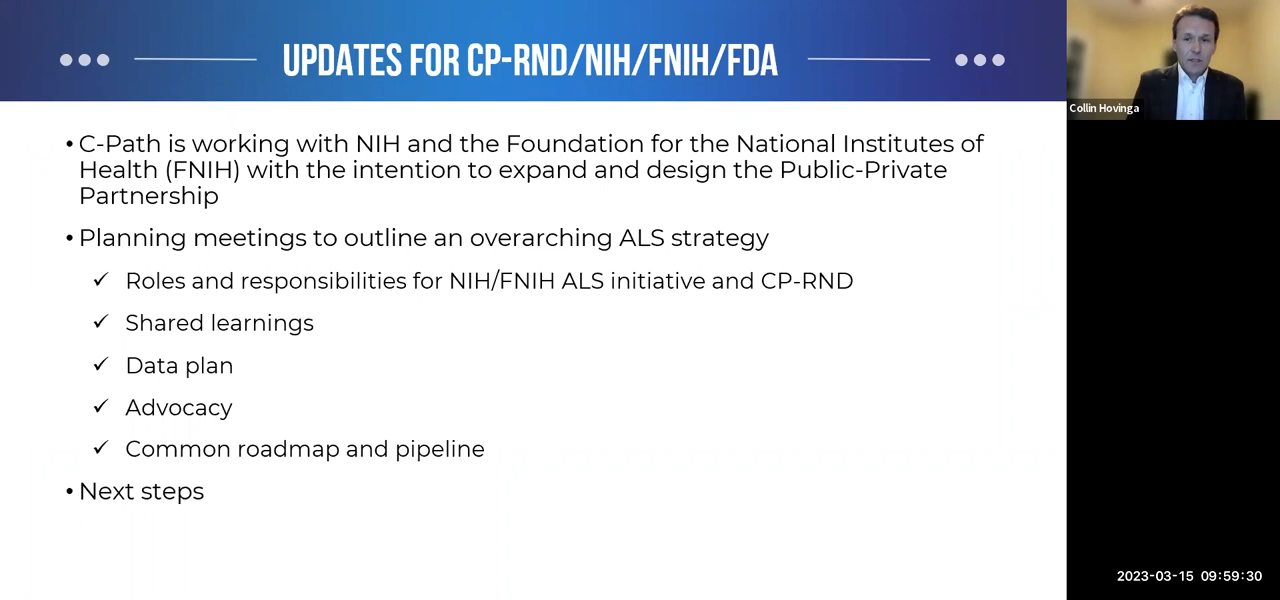 UPDATES FOR CP-RND/NIH/FNIH/FDA
Collin Hovinga
• C-Path is working with NIH and the Foundation for the National Institutes of
Health (FNIH) with the intention to expand and design the Public-Private
Partnership
• Planning meetings to outline an overarching ALS strategy
✓ Roles and responsibilities for NIH/FNIH ALS initiative and CP-RND
✓ Shared learnings
✓ Data plan
✓ Advocacy
✓ Common roadmap and pipeline
• Next steps
2023-03-15 09:59:30